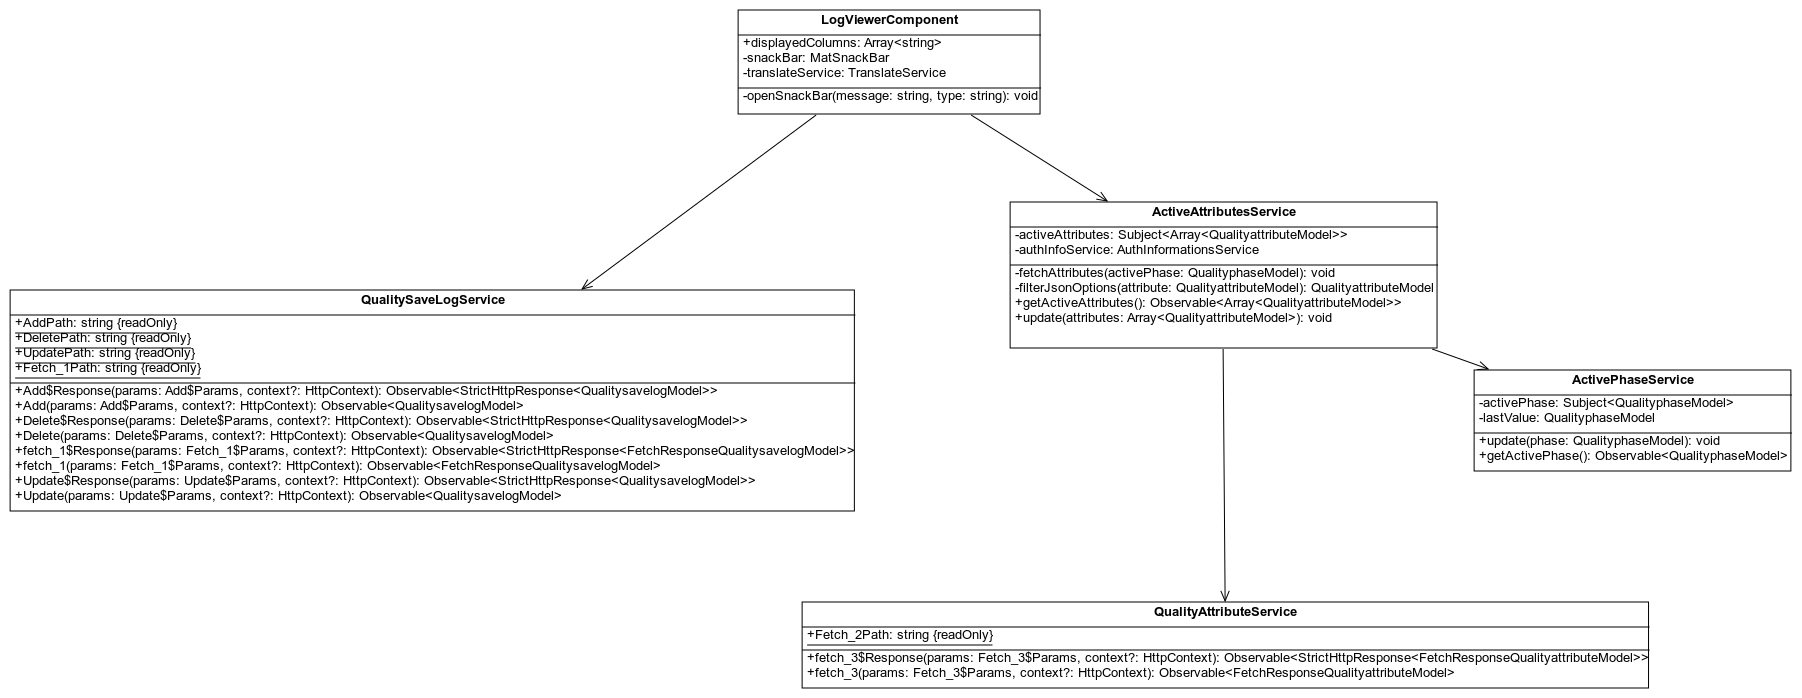 LogViewerComponent
+displayedColumns: Array<string>
-snackBar: MatSnackBar
-translateService: TranslateService
-openSnackBar(message: string, type: string): void
ActiveAttributesService
-activeAttributes: Subject<Array<QualityattributeModel>>
-authInfoService: AuthInformationsService
-fetchAttributes(activePhase: QualityphaseModel): void
-filterJsonOptions(attribute: QualityattributeModel): QualityattributeModel
+getActiveAttributes(): Observable<Array<QualityattributeModel>>
+update(attributes: Array<QualityattributeModel>): void
QualitySaveLogService
+AddPath: string {readOnly}
+DeletePath: string {readOnly}
+UpdatePath: string {readOnly}
+Fetch_1Path: string {readOnly}
+Add$Response(params: Add$Params, context?: HttpContext): Observable<StrictHttpResponse<QualitysavelogModel>>
+Add(params: Add$Params, context?: HttpContext): Observable<QualitysavelogModel>
+Delete$Response(params: Delete$Params, context?: HttpContext): Observable<StrictHttpResponse<QualitysavelogModel>>
+Delete(params: Delete$Params, context?: HttpContext): Observable<QualitysavelogModel>
+fetch_1$Response(params: Fetch_1$Params, context?: HttpContext): Observable<StrictHttpResponse<FetchResponseQualitysavelogModel>>
+fetch_1(params: Fetch_1$Params, context?: HttpContext): Observable<FetchResponseQualitysavelogModel>
+Update$Response(params: Update$Params, context?: HttpContext): Observable<StrictHttpResponse<QualitysavelogModel>>
+Update(params: Update$Params, context?: HttpContext): Observable<QualitysavelogModel>
ActivePhaseService
-activePhase: Subject<QualityphaseModel>
-lastValue: QualityphaseModel
+update(phase: QualityphaseModel): void
+getActivePhase(): Observable<QualityphaseModel>
QualityAttributeService
+Fetch_2Path: string {readOnly}
+fetch_3$Response(params: Fetch_3$Params, context?: HttpContext): Observable<StrictHttpResponse<FetchResponseQualityattributeModel>>
+fetch_3(params: Fetch_3$Params, context?: HttpContext): Observable<FetchResponseQualityattributeModel>